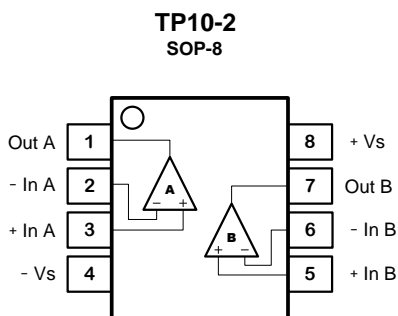 TP10-2
SOP-8
Out A 1 8 + Vs
- In A 2 A 7 Out B
- +
+ In A 3 B 6 - In B
+ -
- Vs 4 5 + In B